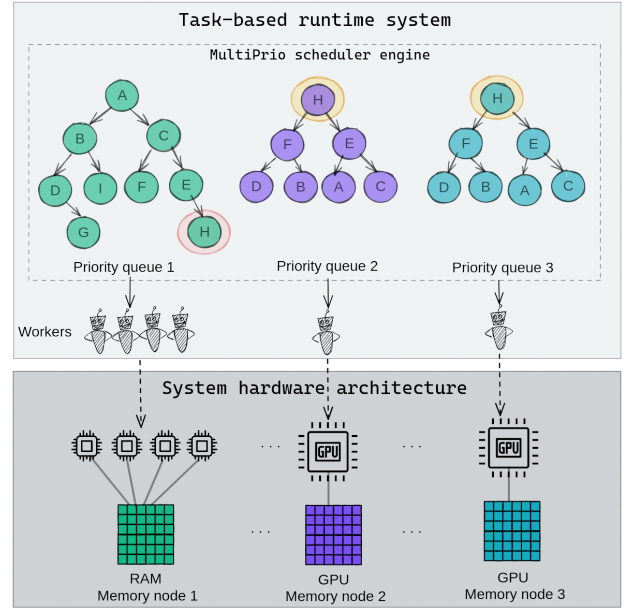 Task-based runtime system
MultiPrio scheduler engine
A
B
C
D
I
F
E
G
H
H
F
E
D
B
A
C
H
F
E
D
B
A
C
Priority queue 1
Priority queue 2
Priority queue 3
Workers
System hardware architecture
...
GPU
...
GPU
...
...
RAM
Memory node 1
GPU
Memory node 2
GPU
Memory node 3